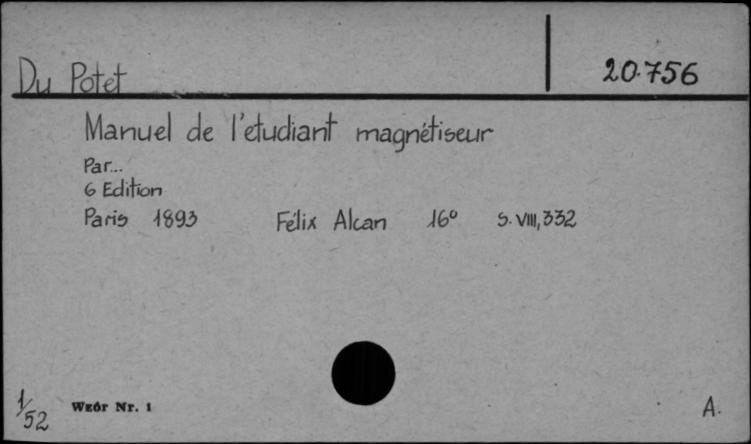 Du Potet
20.756
Manuel de l'etudiant magnétiseur
Par...
6 Edition
Paris 1893 Félix Alcan 16° S. VIII, 332
1/52
Wzór Nr. 1
A.